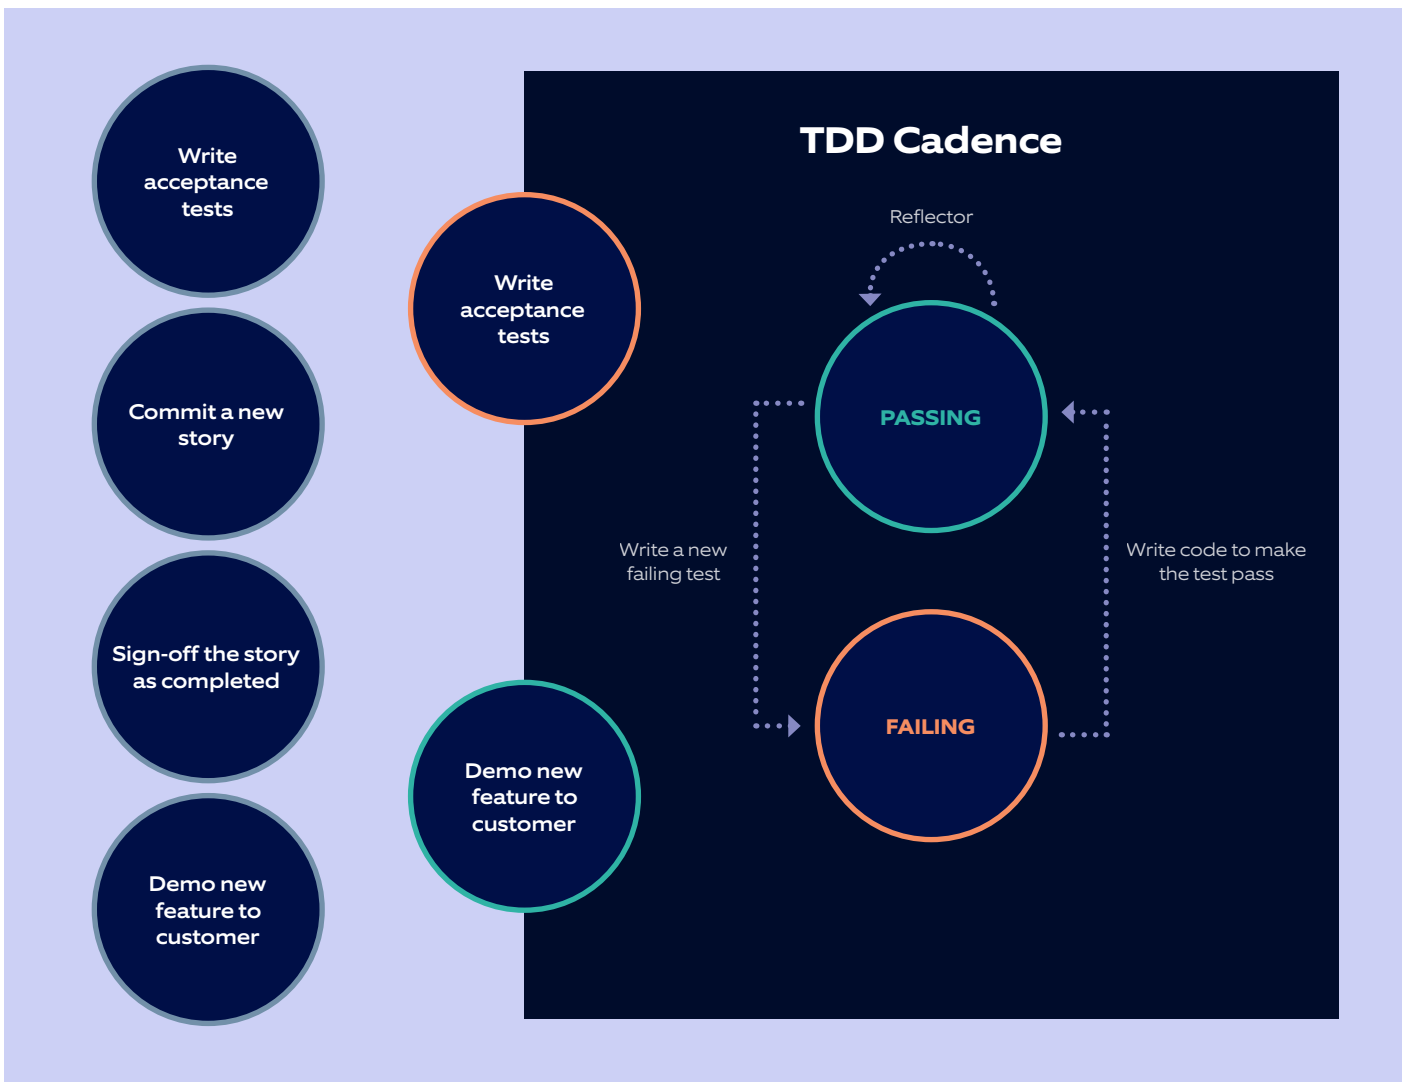 Write
acceptance
tests
Commit a new
story
Sign-off the story
as completed
Demo new
feature to
customer
Write
acceptance
tests
Demo new
feature to
customer
TDD Cadence
Reflector
PASSING
Write a new
failing test
Write code to make
the test pass
FAILING